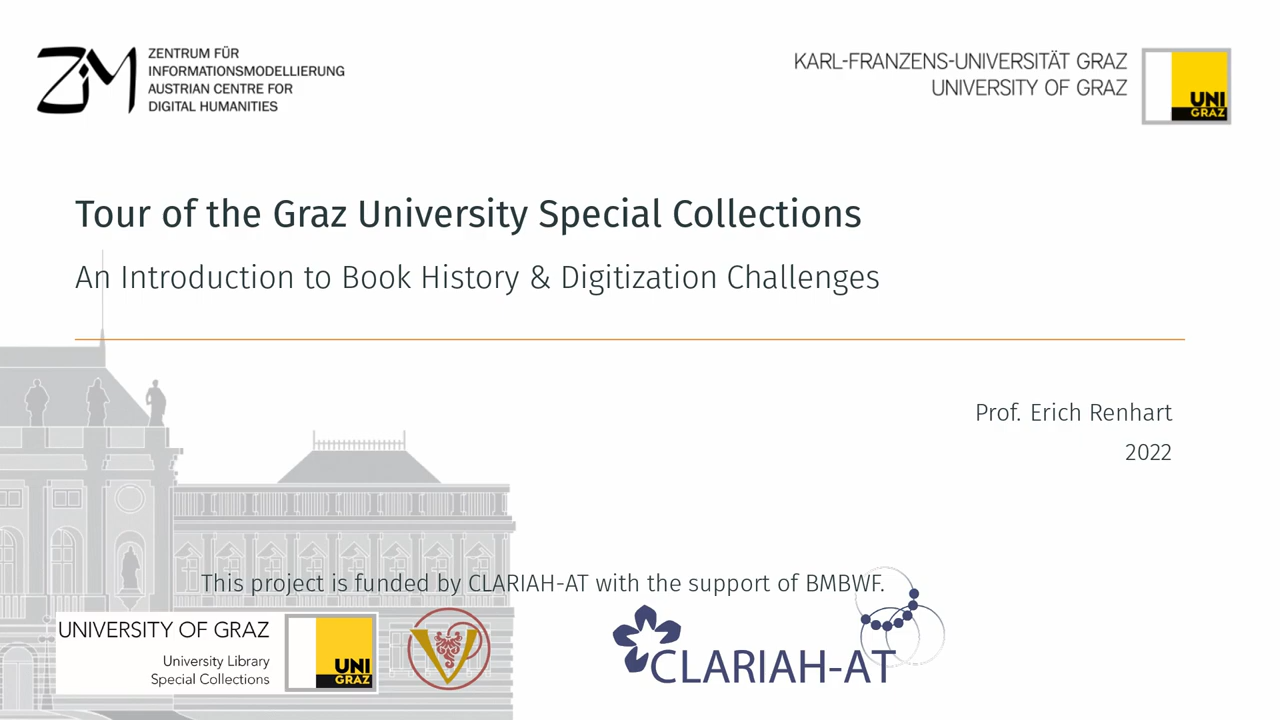 ZIM
ZENTRUM FÜR
INFORMATIONSMODELLIERUNG
AUSTRIAN CENTRE FOR
DIGITAL HUMANITIES
KARL-FRANZENS-UNIVERSITÄT GRAZ
UNIVERSITY OF GRAZ
UNI
GRAZ
Tour of the Graz University Special Collections
An Introduction to Book History & Digitization Challenges
Prof. Erich Renhart
2022
This project is funded by CLARIAH-AT with the support of BMBWF.
UNIVERSITY OF GRAZ
University Library
Special Collections
UNI
GRAZ
V
CLARIAH-AT